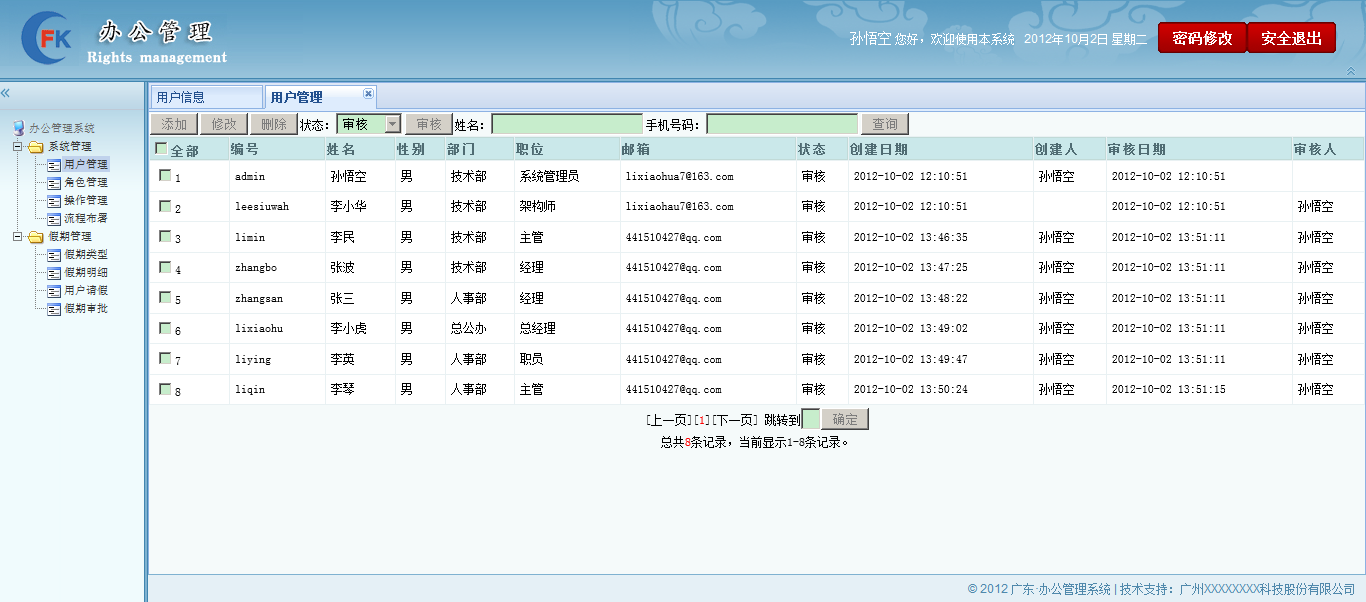 FK 办公管理
Rights management
孙悟空 您好，欢迎使用本系统 2012年10月2日 星期二 密码修改 安全退出
用户信息 用户管理
办公管理系统
系统管理
用户管理
角色管理
操作管理
流程布署
假期管理
假期类型
假期明细
用户请假
假期审批
添加 修改 删除 状态： 审核 审核 姓名： 手机号码： 查询
全部 编号 姓名 性别 部门 职位 邮箱 状态 创建日期 创建人 审核日期 审核人
1 admin 孙悟空 男 技术部 系统管理员 lixiaohua7@163.com 审核 2012-10-02 12:10:51 孙悟空 2012-10-02 12:10:51
2 leesiuwah 李小华 男 技术部 架构师 lixiaohau7@163.com 审核 2012-10-02 12:10:51 2012-10-02 12:10:51 孙悟空
3 limin 李民 男 技术部 主管 441510427@qq.com 审核 2012-10-02 13:46:35 孙悟空 2012-10-02 13:51:11 孙悟空
4 zhangbo 张波 男 技术部 经理 441510427@qq.com 审核 2012-10-02 13:47:25 孙悟空 2012-10-02 13:51:11 孙悟空
5 zhangsan 张三 男 人事部 经理 441510427@qq.com 审核 2012-10-02 13:48:22 孙悟空 2012-10-02 13:51:11 孙悟空
6 lixiaohu 李小虎 男 总公办 总经理 441510427@qq.com 审核 2012-10-02 13:49:02 孙悟空 2012-10-02 13:51:11 孙悟空
7 liying 李英 男 人事部 职员 441510427@qq.com 审核 2012-10-02 13:49:47 孙悟空 2012-10-02 13:51:11 孙悟空
8 liqin 李琴 男 人事部 主管 441510427@qq.com 审核 2012-10-02 13:50:24 孙悟空 2012-10-02 13:51:15 孙悟空
[上一页][1][下一页] 跳转到 确定
总共8条记录，当前显示1-8条记录。
© 2012 广东·办公管理系统 | 技术支持：广州XXXXXXXX科技股份有限公司